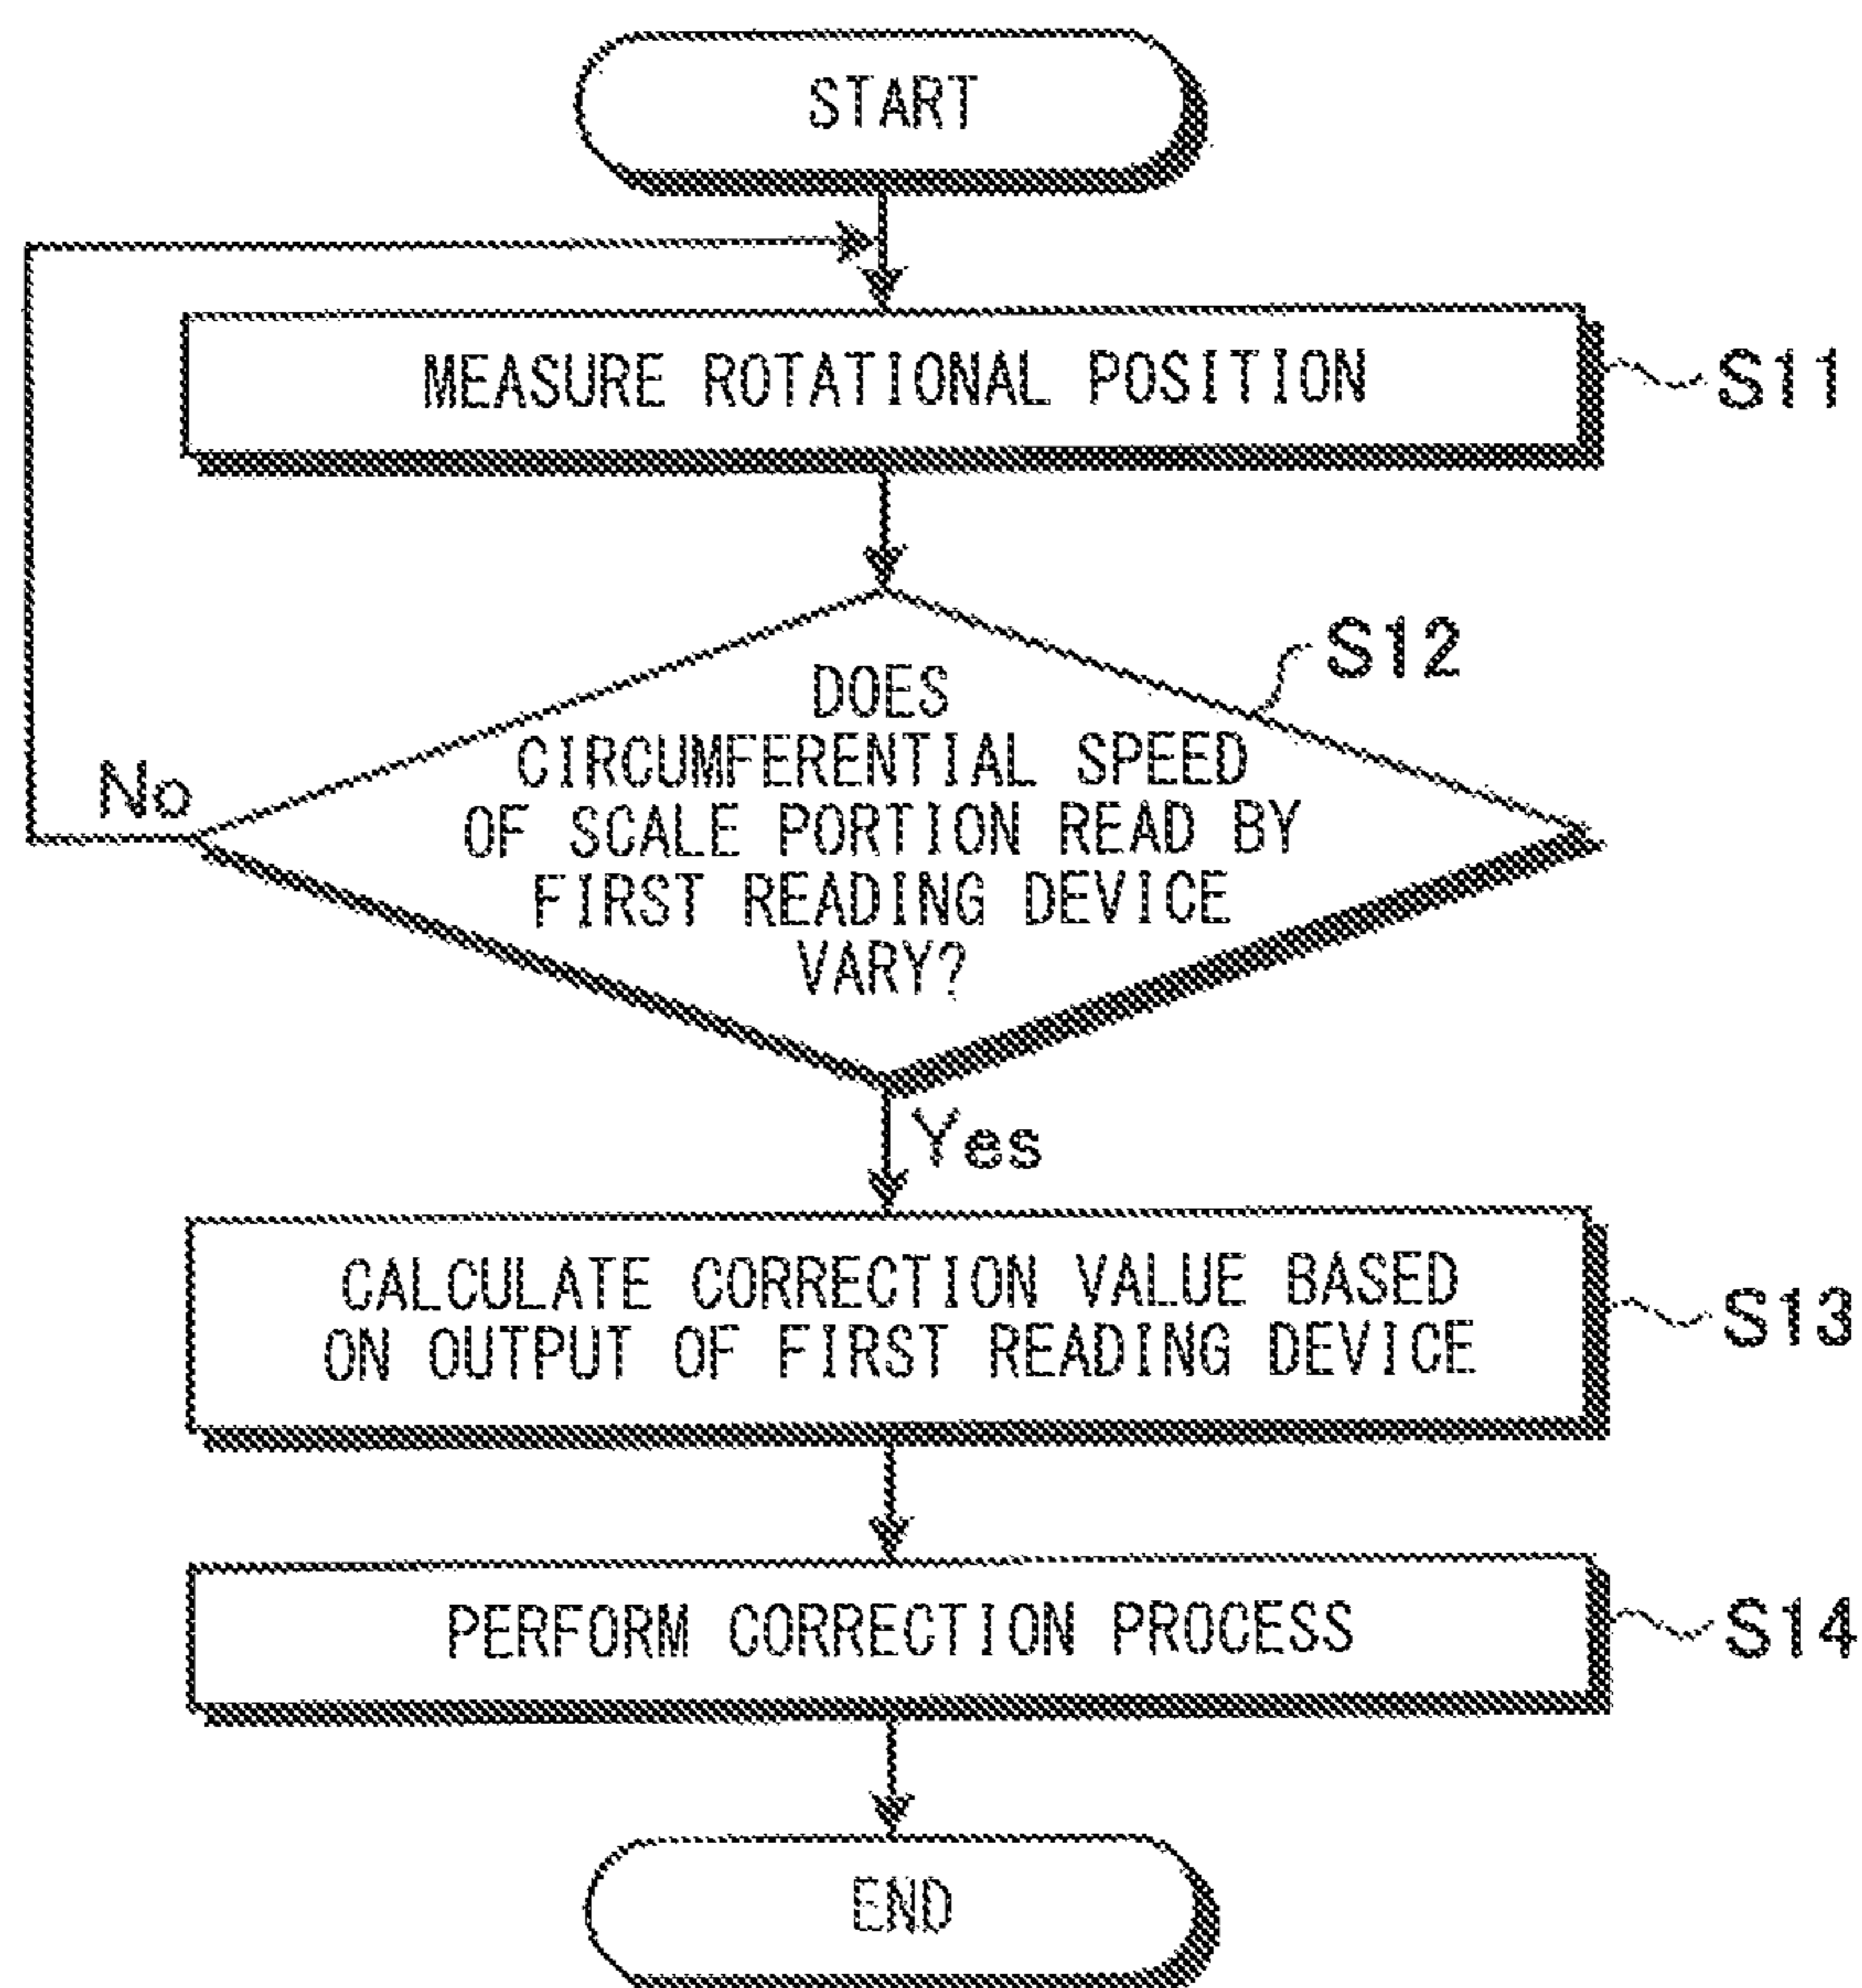 START
MEASURE ROTATIONAL POSITION
S11
S12
DOES
CIRCUMFERENTIAL SPEED
OF SCALE PORTION READ BY
FIRST READING DEVICE
VARY?
No
Yes
CALCULATE CORRECTION VALUE BASED
ON OUTPUT OF FIRST READING DEVICE
S13
PERFORM CORRECTION PROCESS
S14
END